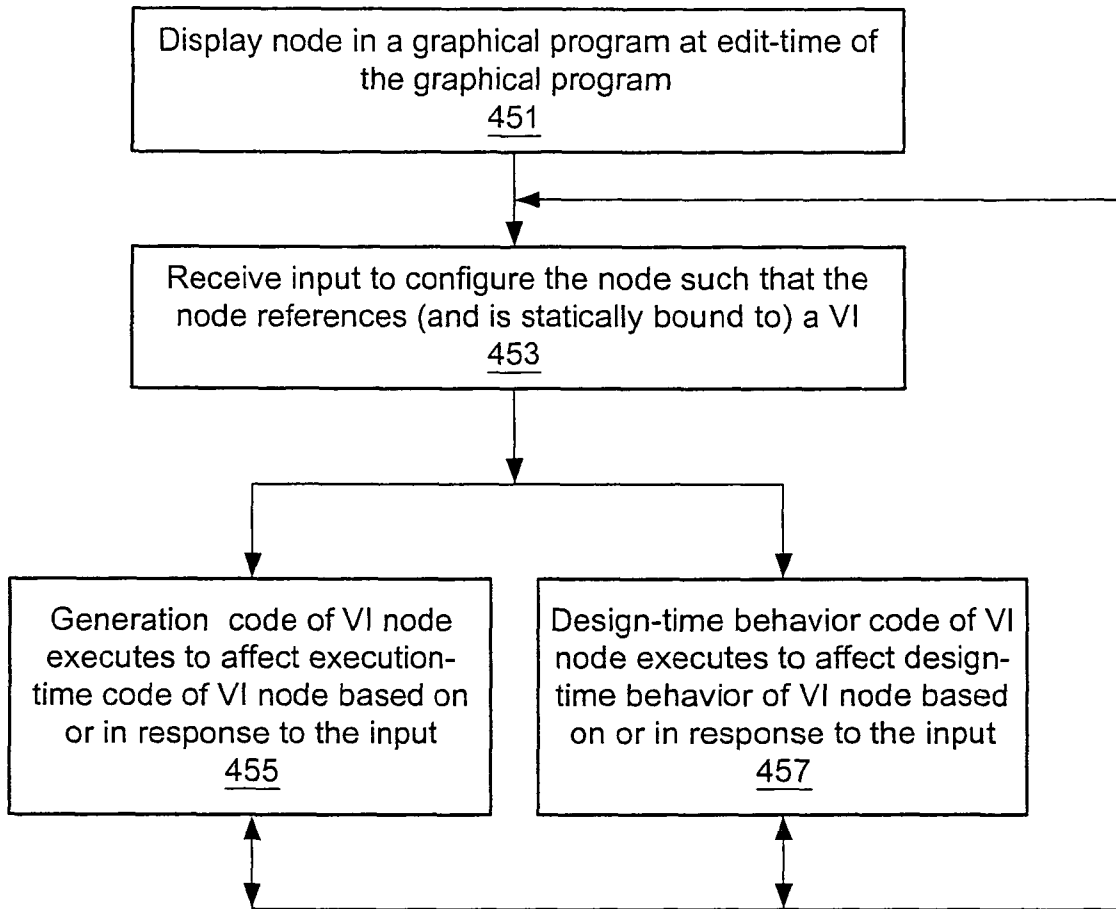 Display node in a graphical program at edit-time of
the graphical program
451
Receive input to configure the node such that the
node references (and is statically bound to) a VI
453
Generation code of VI node
executes to affect execution-
time code of VI node based on
or in response to the input
455
Design-time behavior code of VI
node executes to affect design-
time behavior of VI node based
on or in response to the input
457